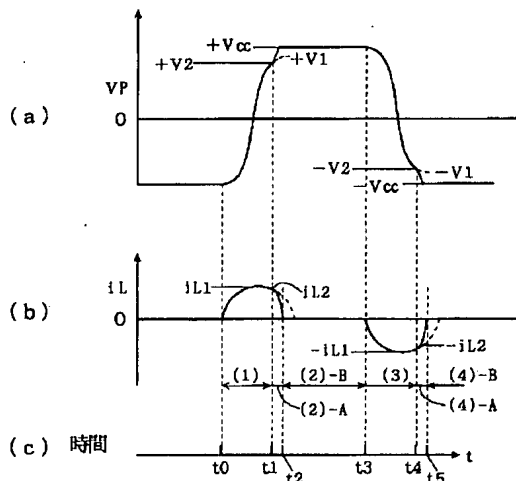 +Vcc
+V2
+V1
VP
(a)
0
-V2
-V1
-Vcc
iL
iL1
iL2
(b)
0
-iL1
-iL2
(1)
(2)-B
(3)
(4)-B
(2)-A
(4)-A
(c) 時間
t
t0
t1
t2
t3
t4
t5